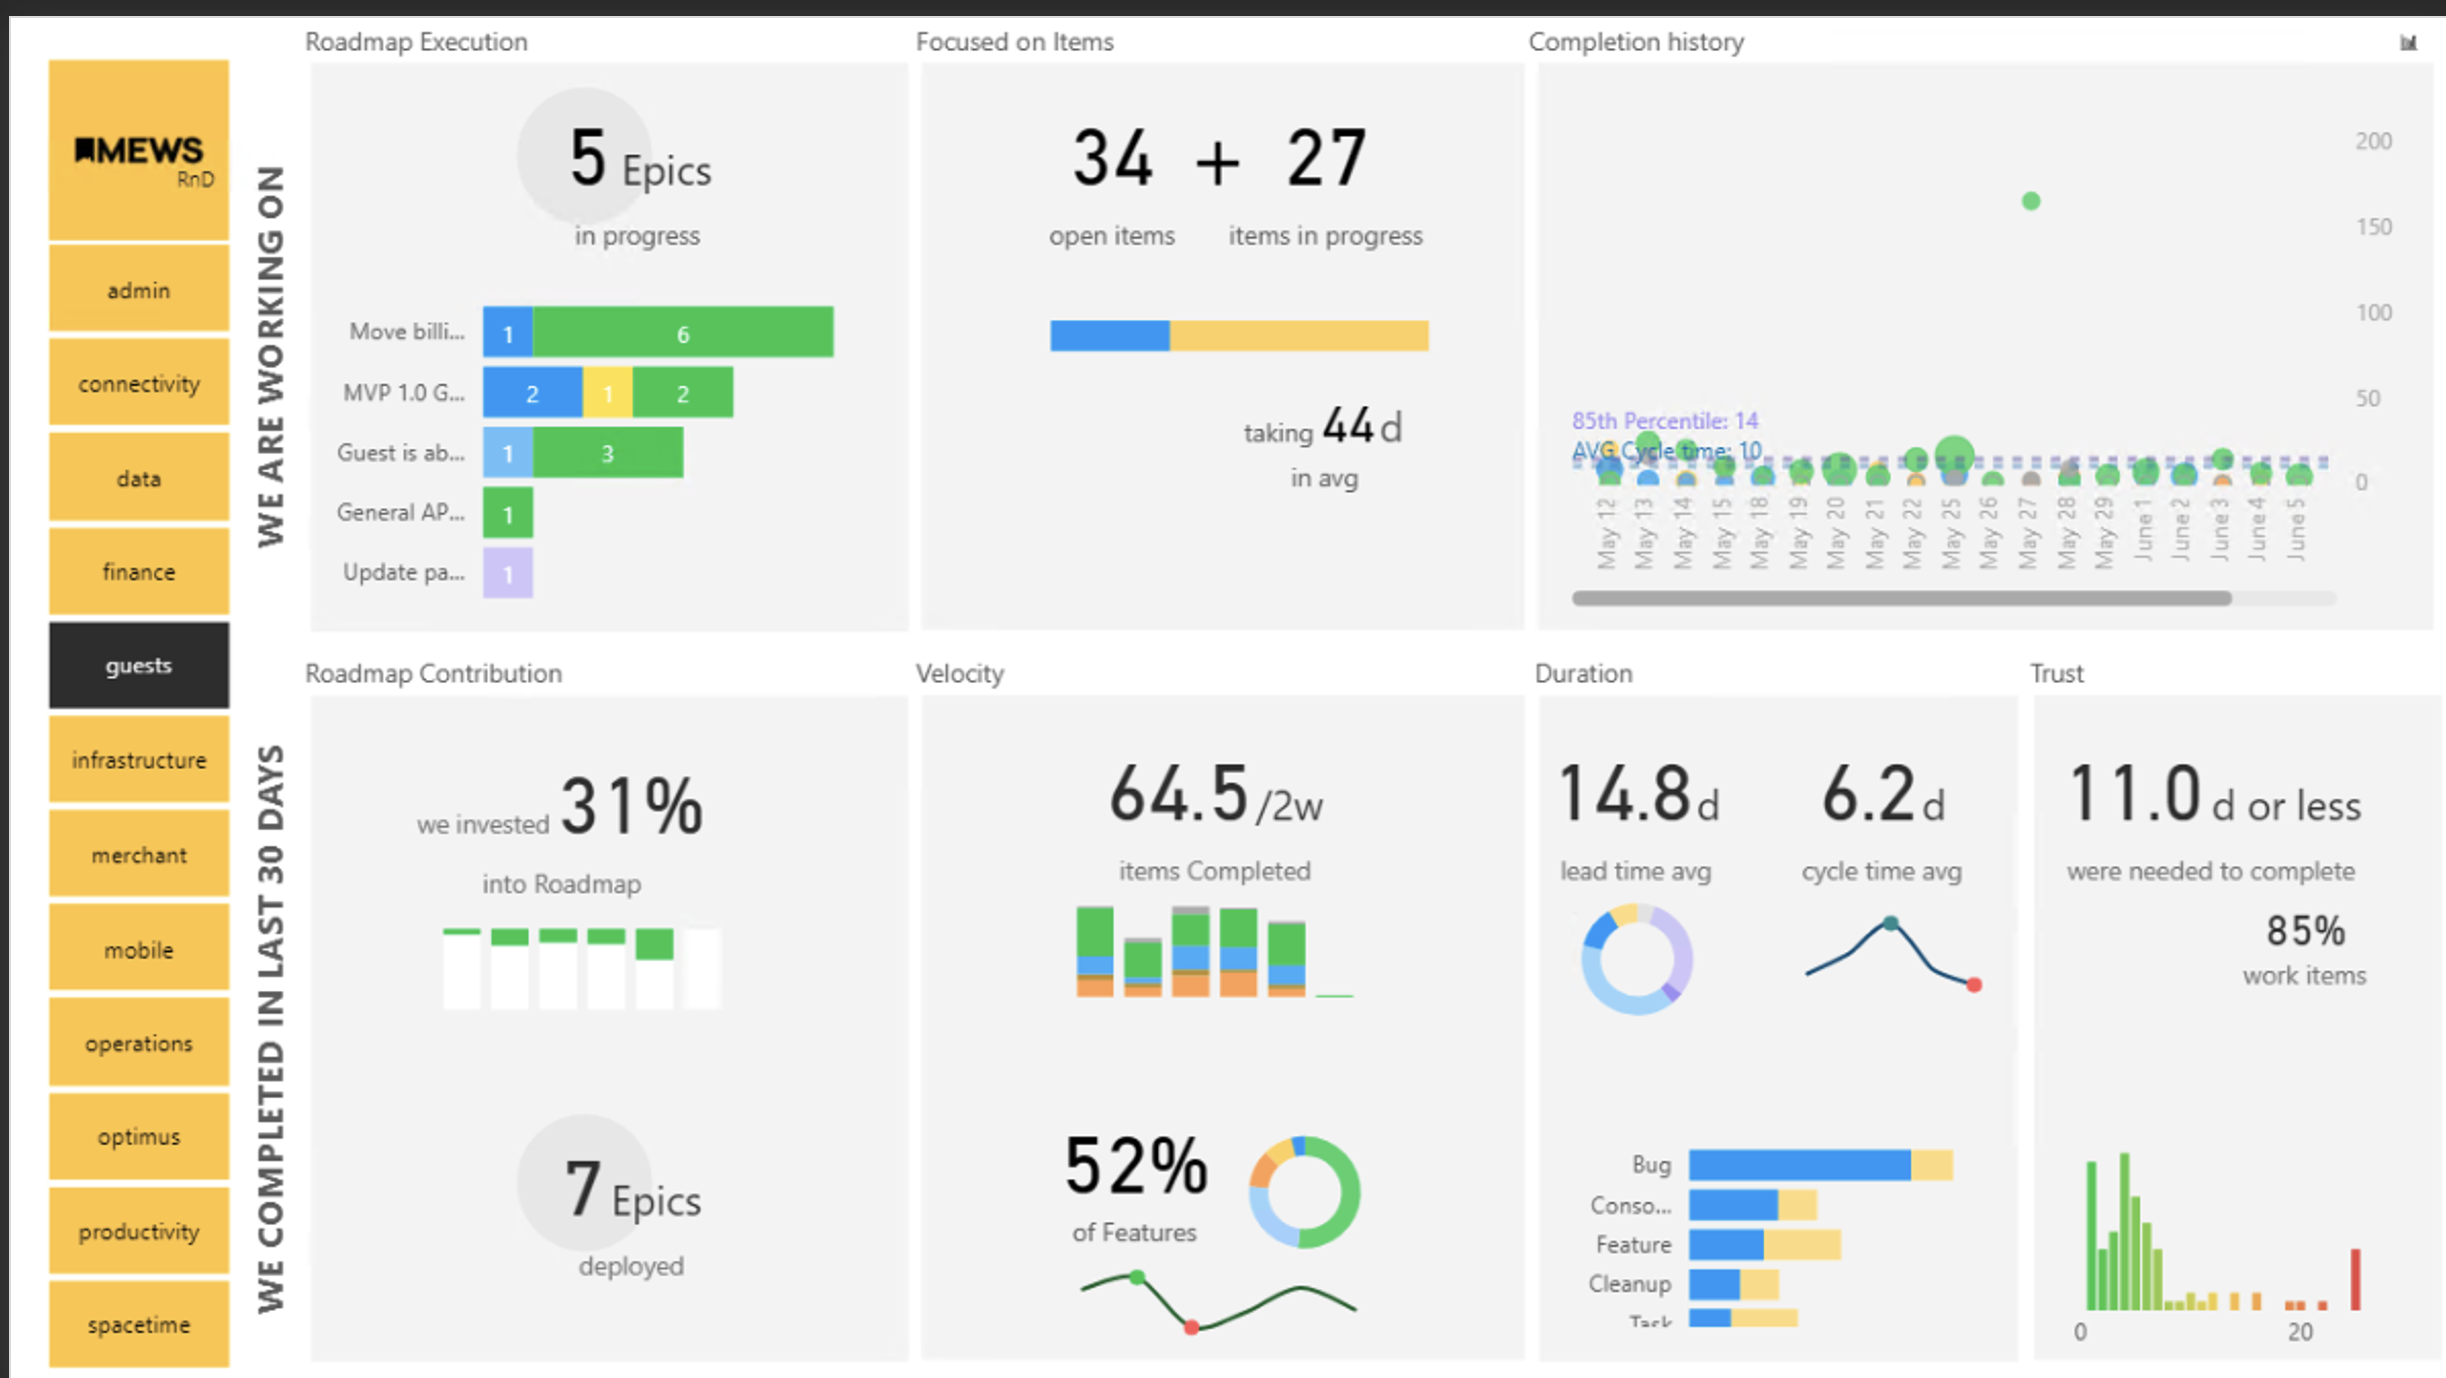 MEWS
RnD
admin
connectivity
data
finance
guests
infrastructure
merchant
mobile
operations
optimus
productivity
spacetime
WE ARE WORKING ON
Roadmap Execution
5 Epics
in progress
Move billi... 1 6
MVP 1.0 G... 2 1 2
Guest is ab... 1 3
General AP... 1
Update pa... 1
Focused on Items
34 + 27
open items items in progress
taking 44 d
in avg
Completion history
200
150
100
50
0
85th Percentile: 14
AVG Cycle time: 10
May 12
May 13
May 14
May 15
May 18
May 19
May 20
May 21
May 22
May 25
May 26
May 27
May 28
May 29
June 1
June 2
June 3
June 4
June 5
WE COMPLETED IN LAST 30 DAYS
Roadmap Contribution
we invested 31%
into Roadmap
7 Epics
deployed
Velocity
64.5 /2w
items Completed
52%
of Features
Duration
14.8 d 6.2 d
lead time avg cycle time avg
Bug
Conso...
Feature
Cleanup
Task
Trust
11.0 d or less
were needed to complete
85%
work items
0 20